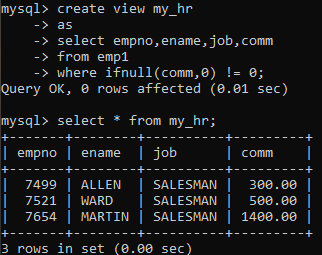 mysql> create view my_hr
    -> as
    -> select empno,ename,job,comm
    -> from emp1
    -> where ifnull(comm,0) != 0;
Query OK, 0 rows affected (0.01 sec)

mysql> select * from my_hr;
+-------+--------+----------+---------+
| empno | ename  | job      | comm    |
+-------+--------+----------+---------+
|  7499 | ALLEN  | SALESMAN |  300.00 |
|  7521 | WARD   | SALESMAN |  500.00 |
|  7654 | MARTIN | SALESMAN | 1400.00 |
+-------+--------+----------+---------+
3 rows in set (0.00 sec)